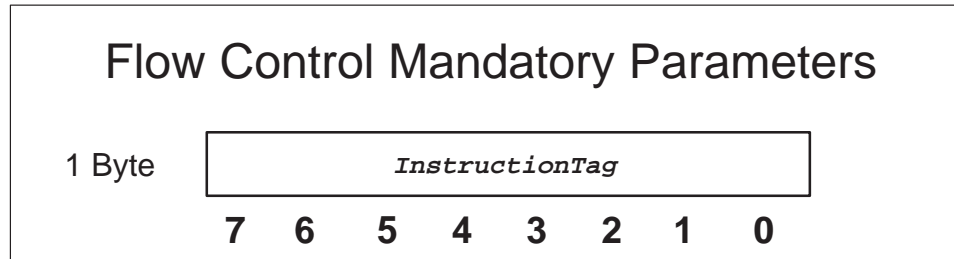 Flow Control Mandatory Parameters
1 Byte InstructionTag
7 6 5 4 3 2 1 0